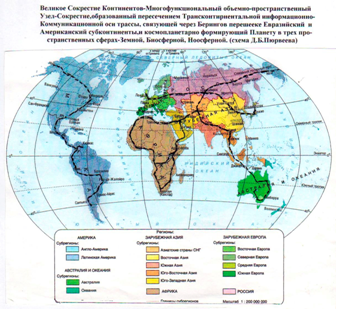 Великое Сокрестие Континентов-Многофункциональный объемно-пространственный
Узел-Сокрестие,образованный пересечением Трансконтинентальной информационно-
Коммуникационной оси трассы, связующий через Берингов перешеек Евразийский и
Американский субконтиненты,и космопланетарно формирующий Планету в трех про-
странственных сферах-Земной, Биосферной, Ноосферной. (схема Д.Б.Пюрвеева)
Регионы:
АМЕРИКА
Субрегионы:
Англо-Америка
Латинская Америка
АВСТРАЛИЯ И ОКЕАНИЯ
Субрегионы:
Австралия
Океания
ЗАРУБЕЖНАЯ АЗИЯ
Субрегионы:
Азиатские страны СНГ
Восточная Азия
Южная Азия
Юго-Восточная Азия
Юго-Западная Азия
АФРИКА
ЗАРУБЕЖНАЯ ЕВРОПА
Субрегионы:
Восточная Европа
Северная Европа
Средняя Европа
Южная Европа
РОССИЯ
Границы субрегионов
Масштаб 1 : 200 000 000